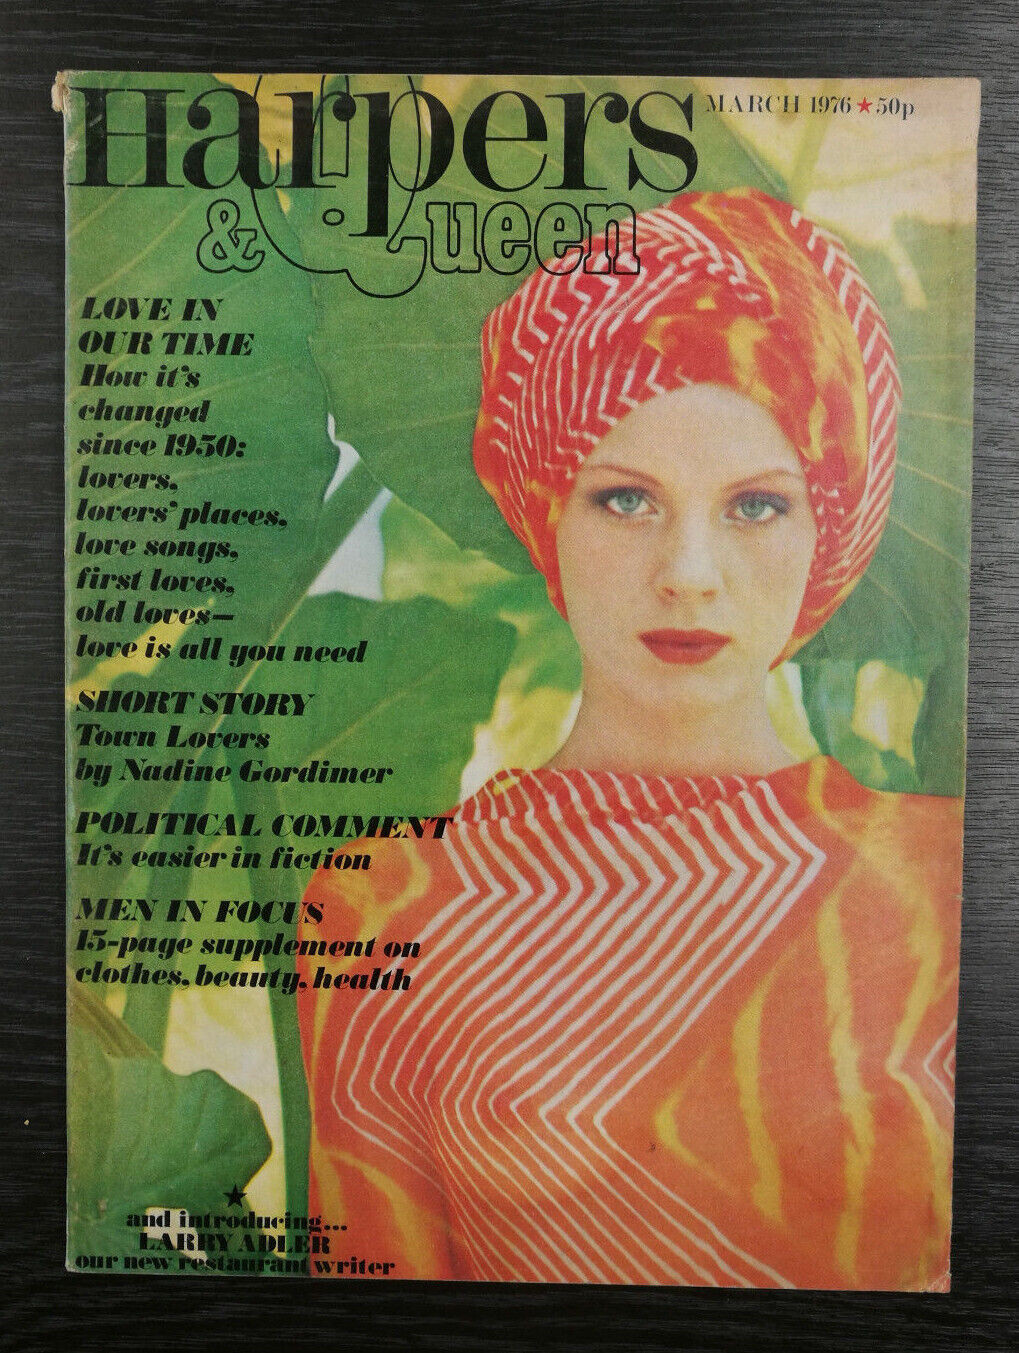 Harpers
& Queen
MARCH 1976 ★ 50p
LOVE IN
OUR TIME
How it's
changed
since 1950:
lovers,
lovers' places,
love songs,
first loves,
old loves—
love is all you need
SHORT STORY
Town Lovers
by Nadine Gordimer
POLITICAL COMMENT
It's easier in fiction
MEN IN FOCUS
15-page supplement on
clothes, beauty, health
★
and introducing...
LARRY ADLER
our new restaurant writer